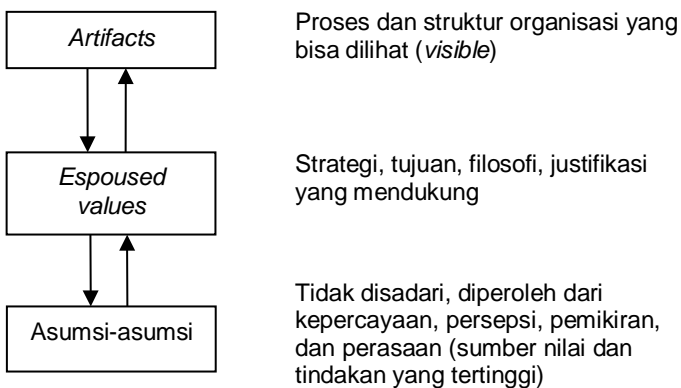 Artifacts
Proses dan struktur organisasi yang
bisa dilihat (visible)
Espoused
values
Strategi, tujuan, filosofi, justifikasi
yang mendukung
Asumsi-asumsi
Tidak disadari, diperoleh dari
kepercayaan, persepsi, pemikiran,
dan perasaan (sumber nilai dan
tindakan yang tertinggi)